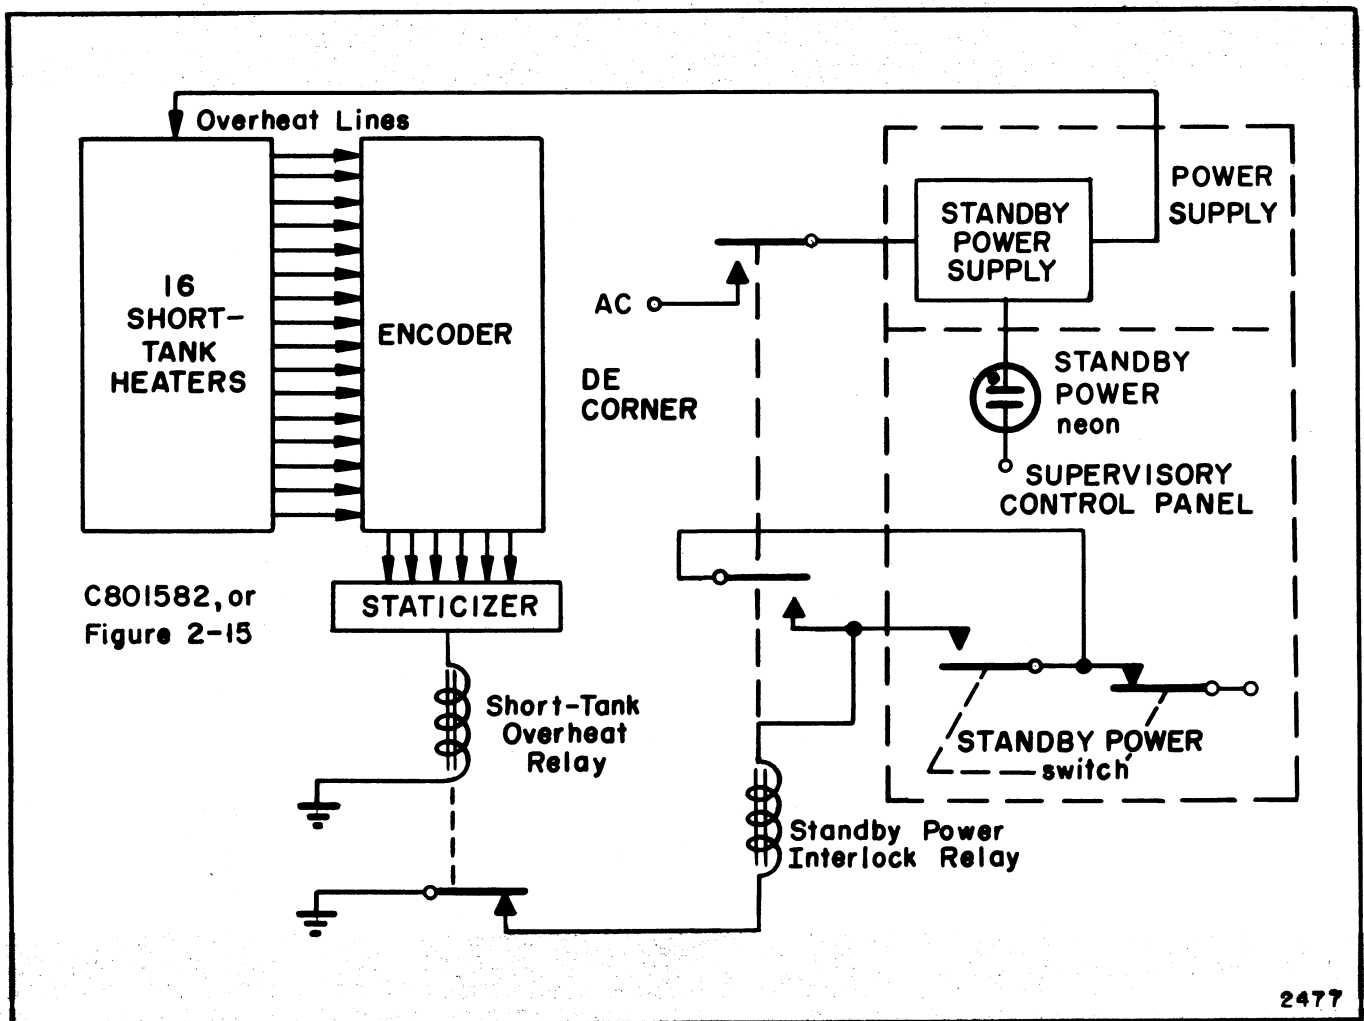 Overheat Lines
16
SHORT-
TANK
HEATERS
ENCODER
STATICIZER
C801582, or
Figure 2-15
Short-Tank
Overheat
Relay
AC
DE
CORNER
STANDBY
POWER
SUPPLY
POWER
SUPPLY
STANDBY
POWER
neon
SUPERVISORY
CONTROL PANEL
STANDBY POWER
switch
Standby Power
Interlock Relay
2477